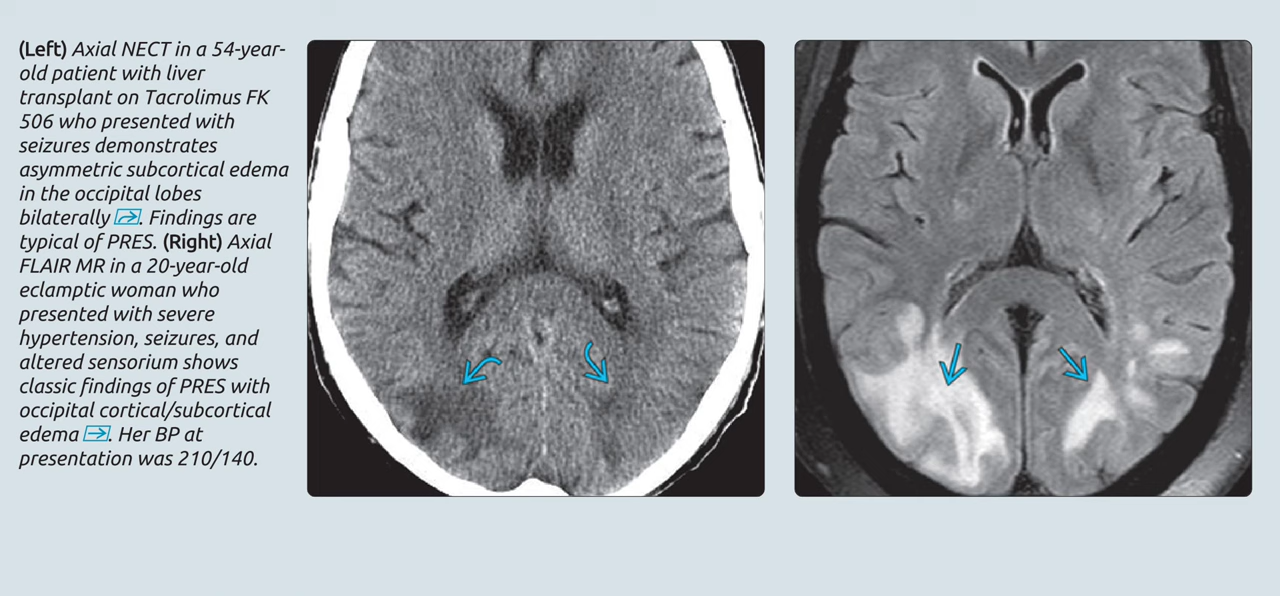 (Left) Axial NECT in a 54-year-
old patient with liver
transplant on Tacrolimus FK
506 who presented with
seizures demonstrates
asymmetric subcortical edema
in the occipital lobes
bilaterally. Findings are
typical of PRES. (Right) Axial
FLAIR MR in a 20-year-old
eclamptic woman who
presented with severe
hypertension, seizures, and
altered sensorium shows
classic findings of PRES with
occipital cortical/subcortical
edema. Her BP at
presentation was 210/140.